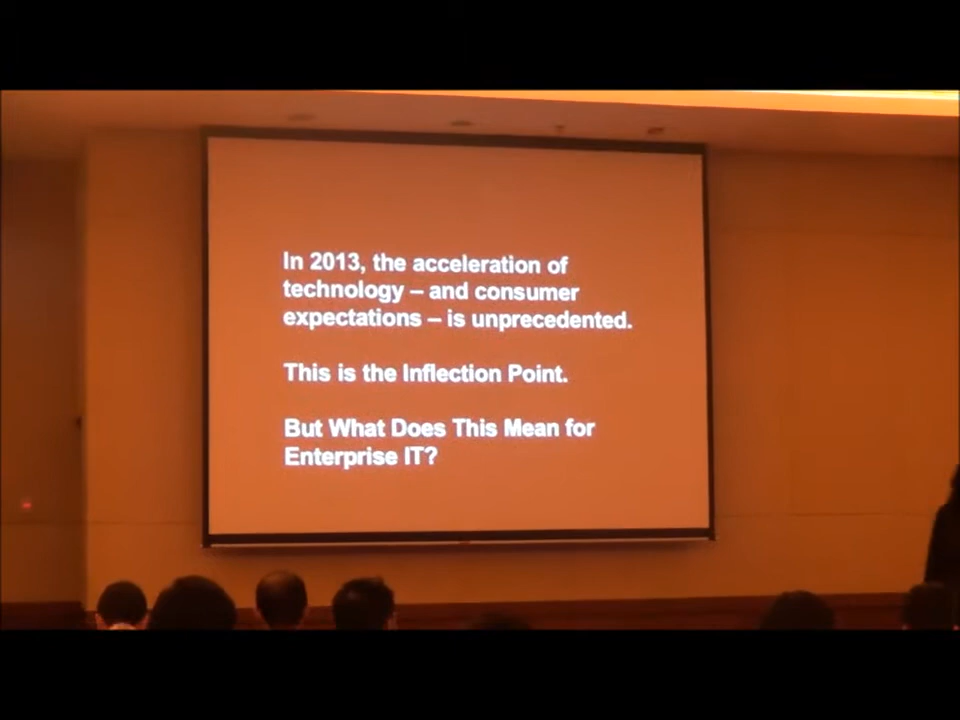 In 2013, the acceleration of
technology – and consumer
expectations – is unprecedented.
This is the Inflection Point.
But What Does This Mean for
Enterprise IT?